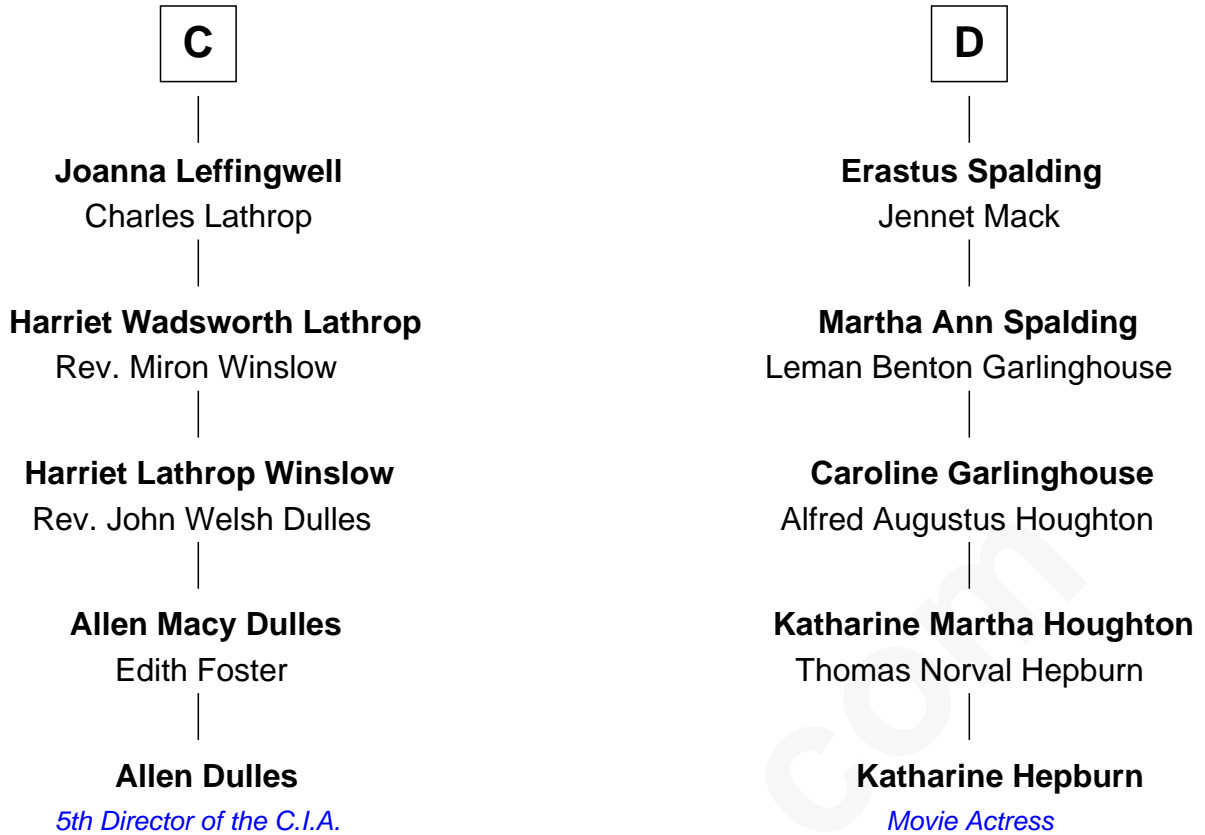 C
Joanna Leffingwell
Charles Lathrop
Harriet Wadsworth Lathrop
Rev. Miron Winslow
Harriet Lathrop Winslow
Rev. John Welsh Dulles
Allen Macy Dulles
Edith Foster
Allen Dulles
5th Director of the C.I.A.
D
Erastus Spalding
Jennet Mack
Martha Ann Spalding
Leman Benton Garlinghouse
Caroline Garlinghouse
Alfred Augustus Houghton
Katharine Martha Houghton
Thomas Norval Hepburn
Katharine Hepburn
Movie Actress
com